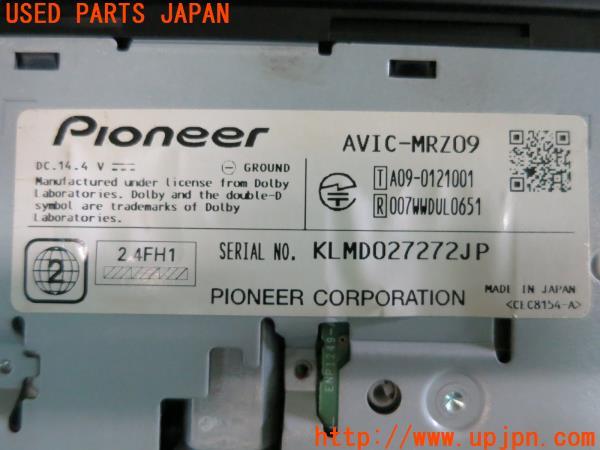 USED PARTS JAPAN
Pioneer
AVIC-MRZ09
DC.14.4 V
GROUND
Manufactured under license from Dolby
Laboratories. Dolby and the double-D
symbol are trademarks of Dolby
Laboratories.
T A09-0121001
R 007WWDUL0651
2
2.4FH1
SERIAL NO. KLMD027272JP
PIONEER CORPORATION
MADE IN JAPAN
<CEC8154-A>
ENP1249-
UPJ http://www.upjpn.com